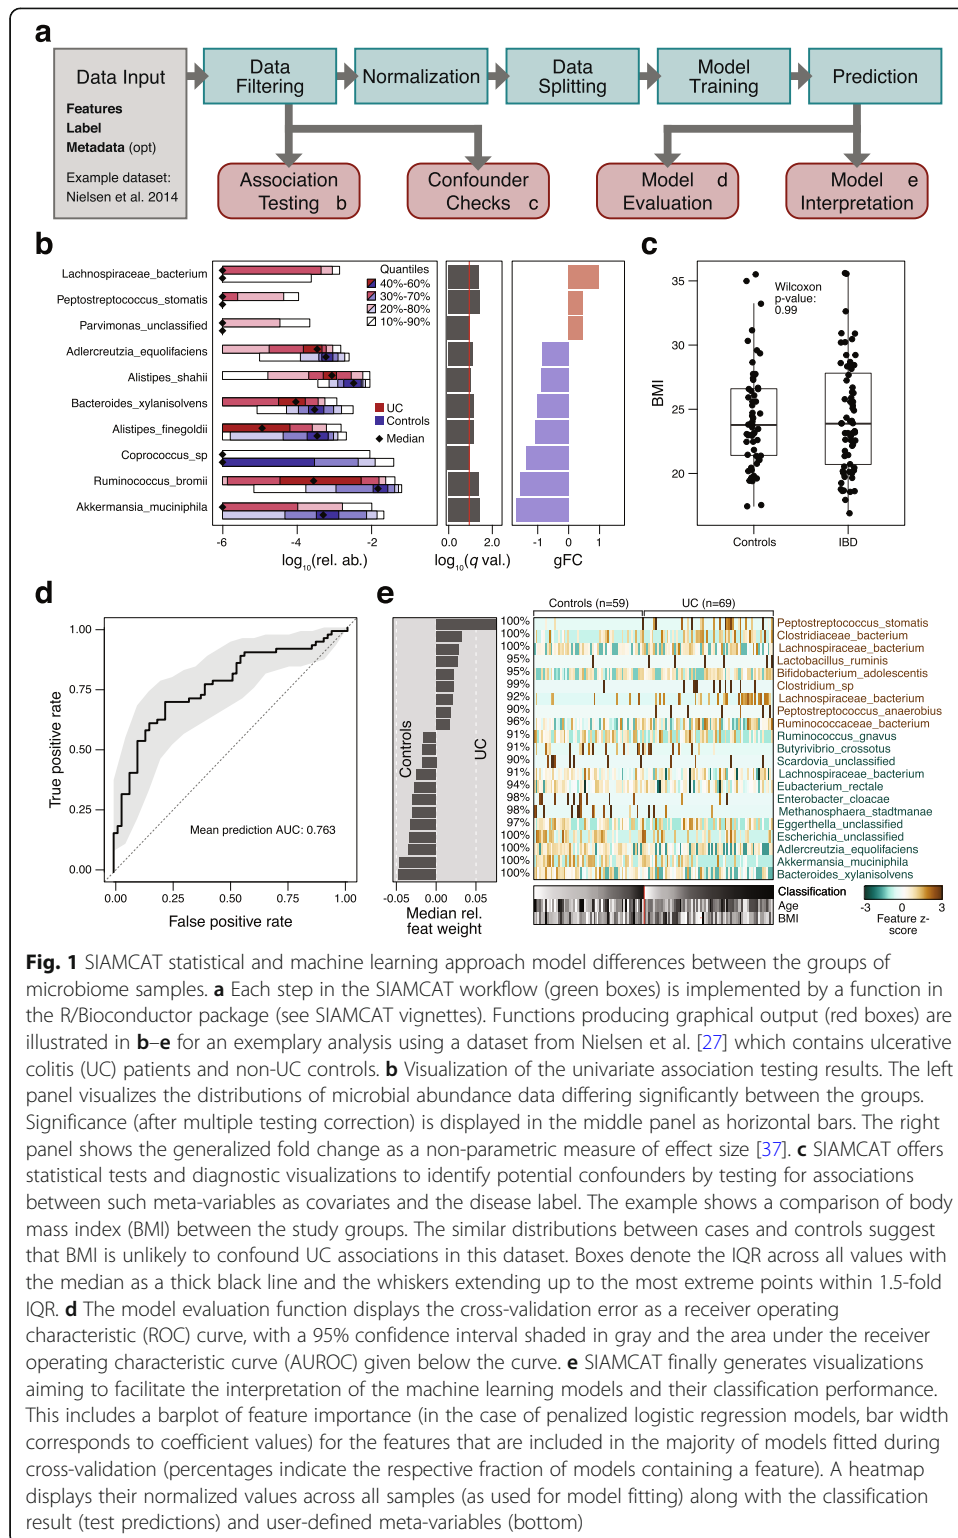 a
Data Input
Features
Label
Metadata (opt)
Example dataset:
Nielsen et al. 2014
Data
Filtering
Normalization
Data
Splitting
Model
Training
Prediction
Association
Testing b
Confounder
Checks c
Model d
Evaluation
Model e
Interpretation
b
Lachnospiraceae_bacterium
Peptostreptococcus_stomatis
Parvimonas_unclassified
Adlercreutzia_equolifaciens
Alistipes_shahii
Bacteroides_xylanisolvens
Alistipes_finegoldii
Coprococcus_sp
Ruminococcus_bromii
Akkermansia_muciniphila
Quantiles
40%-60%
30%-70%
20%-80%
10%-90%
UC
Controls
Median
-6 -4 -2
log10(rel. ab.)
0.0 2.0
log10(q val.)
-1 0 1
gFC
c
Wilcoxon
p-value:
0.99
BMI
35
30
25
20
Controls IBD
d
True positive rate
1.00
0.75
0.50
0.25
0.00
Mean prediction AUC: 0.763
0.00 0.25 0.50 0.75 1.00
False positive rate
e
Controls
UC
-0.05 0 0.05
Median rel.
feat weight
Controls (n=59) UC (n=69)
100% Peptostreptococcus_stomatis
100% Clostridiaceae_bacterium
100% Lachnospiraceae_bacterium
95% Lactobacillus_ruminis
95% Bifidobacterium_adolescentis
99% Clostridium_sp
92% Lachnospiraceae_bacterium
90% Peptostreptococcus_anaerobius
96% Ruminococcaceae_bacterium
91% Ruminococcus_gnavus
91% Butyrivibrio_crossotus
90% Scardovia_unclassified
91% Lachnospiraceae_bacterium
94% Eubacterium_rectale
98% Enterobacter_cloacae
98% Methanosphaera_stadtmanae
97% Eggerthella_unclassified
100% Escherichia_unclassified
100% Adlercreutzia_equolifaciens
100% Akkermansia_muciniphila
100% Bacteroides_xylanisolvens
Classification
Age
BMI
-3 0 3
Feature z-
score
Fig. 1 SIAMCAT statistical and machine learning approach model differences between the groups of
microbiome samples. a Each step in the SIAMCAT workflow (green boxes) is implemented by a function in
the R/Bioconductor package (see SIAMCAT vignettes). Functions producing graphical output (red boxes) are
illustrated in b–e for an exemplary analysis using a dataset from Nielsen et al. [27] which contains ulcerative
colitis (UC) patients and non-UC controls. b Visualization of the univariate association testing results. The left
panel visualizes the distributions of microbial abundance data differing significantly between the groups.
Significance (after multiple testing correction) is displayed in the middle panel as horizontal bars. The right
panel shows the generalized fold change as a non-parametric measure of effect size [37]. c SIAMCAT offers
statistical tests and diagnostic visualizations to identify potential confounders by testing for associations
between such meta-variables as covariates and the disease label. The example shows a comparison of body
mass index (BMI) between the study groups. The similar distributions between cases and controls suggest
that BMI is unlikely to confound UC associations in this dataset. Boxes denote the IQR across all values with
the median as a thick black line and the whiskers extending up to the most extreme points within 1.5-fold
IQR. d The model evaluation function displays the cross-validation error as a receiver operating
characteristic (ROC) curve, with a 95% confidence interval shaded in gray and the area under the receiver
operating characteristic curve (AUROC) given below the curve. e SIAMCAT finally generates visualizations
aiming to facilitate the interpretation of the machine learning models and their classification performance.
This includes a barplot of feature importance (in the case of penalized logistic regression models, bar width
corresponds to coefficient values) for the features that are included in the majority of models fitted during
cross-validation (percentages indicate the respective fraction of models containing a feature). A heatmap
displays their normalized values across all samples (as used for model fitting) along with the classification
result (test predictions) and user-defined meta-variables (bottom)